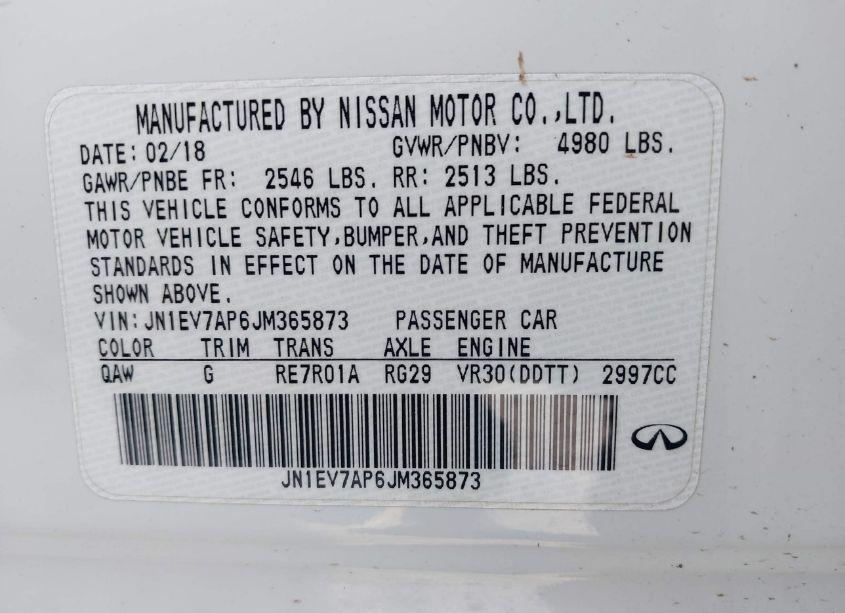 MANUFACTURED BY NISSAN MOTOR CO.,LTD.
DATE: 02/18 GVWR/PNBV: 4980 LBS.
GAWR/PNBE FR: 2546 LBS. RR: 2513 LBS.
THIS VEHICLE CONFORMS TO ALL APPLICABLE FEDERAL
MOTOR VEHICLE SAFETY,BUMPER,AND THEFT PREVENTION
STANDARDS IN EFFECT ON THE DATE OF MANUFACTURE
SHOWN ABOVE.
VIN: JN1EV7AP6JM365873 PASSENGER CAR
COLOR TRIM TRANS AXLE ENGINE
QAW G RE7R01A RG29 VR30(DDTT) 2997CC
JN1EV7AP6JM365873